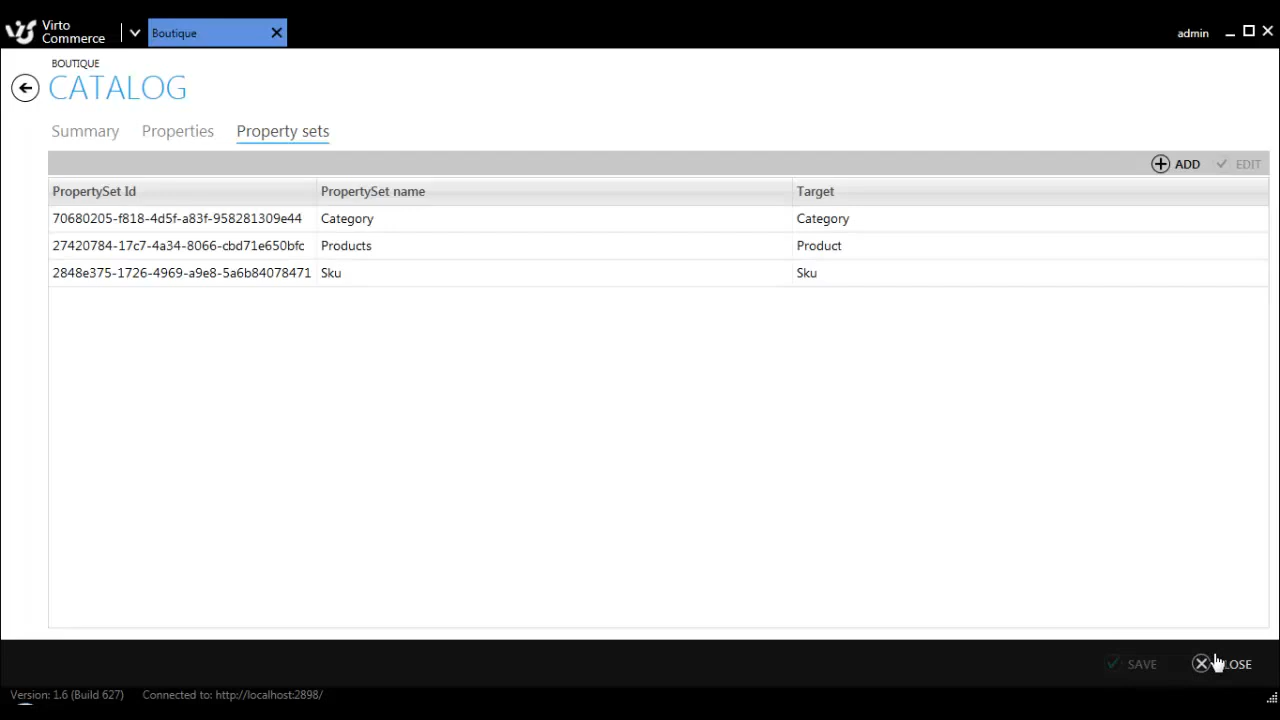 Virto
Commerce
Boutique
admin
BOUTIQUE
CATALOG
Summary Properties Property sets
ADD EDIT
PropertySet Id PropertySet name Target
70680205-f818-4d5f-a83f-958281309e44 Category Category
27420784-17c7-4a34-8066-cbd71e650bfc Products Product
2848e375-1726-4969-a9e8-5a6b84078471 Sku Sku
SAVE CLOSE
Version: 1.6 (Build 627) Connected to: http://localhost:2898/